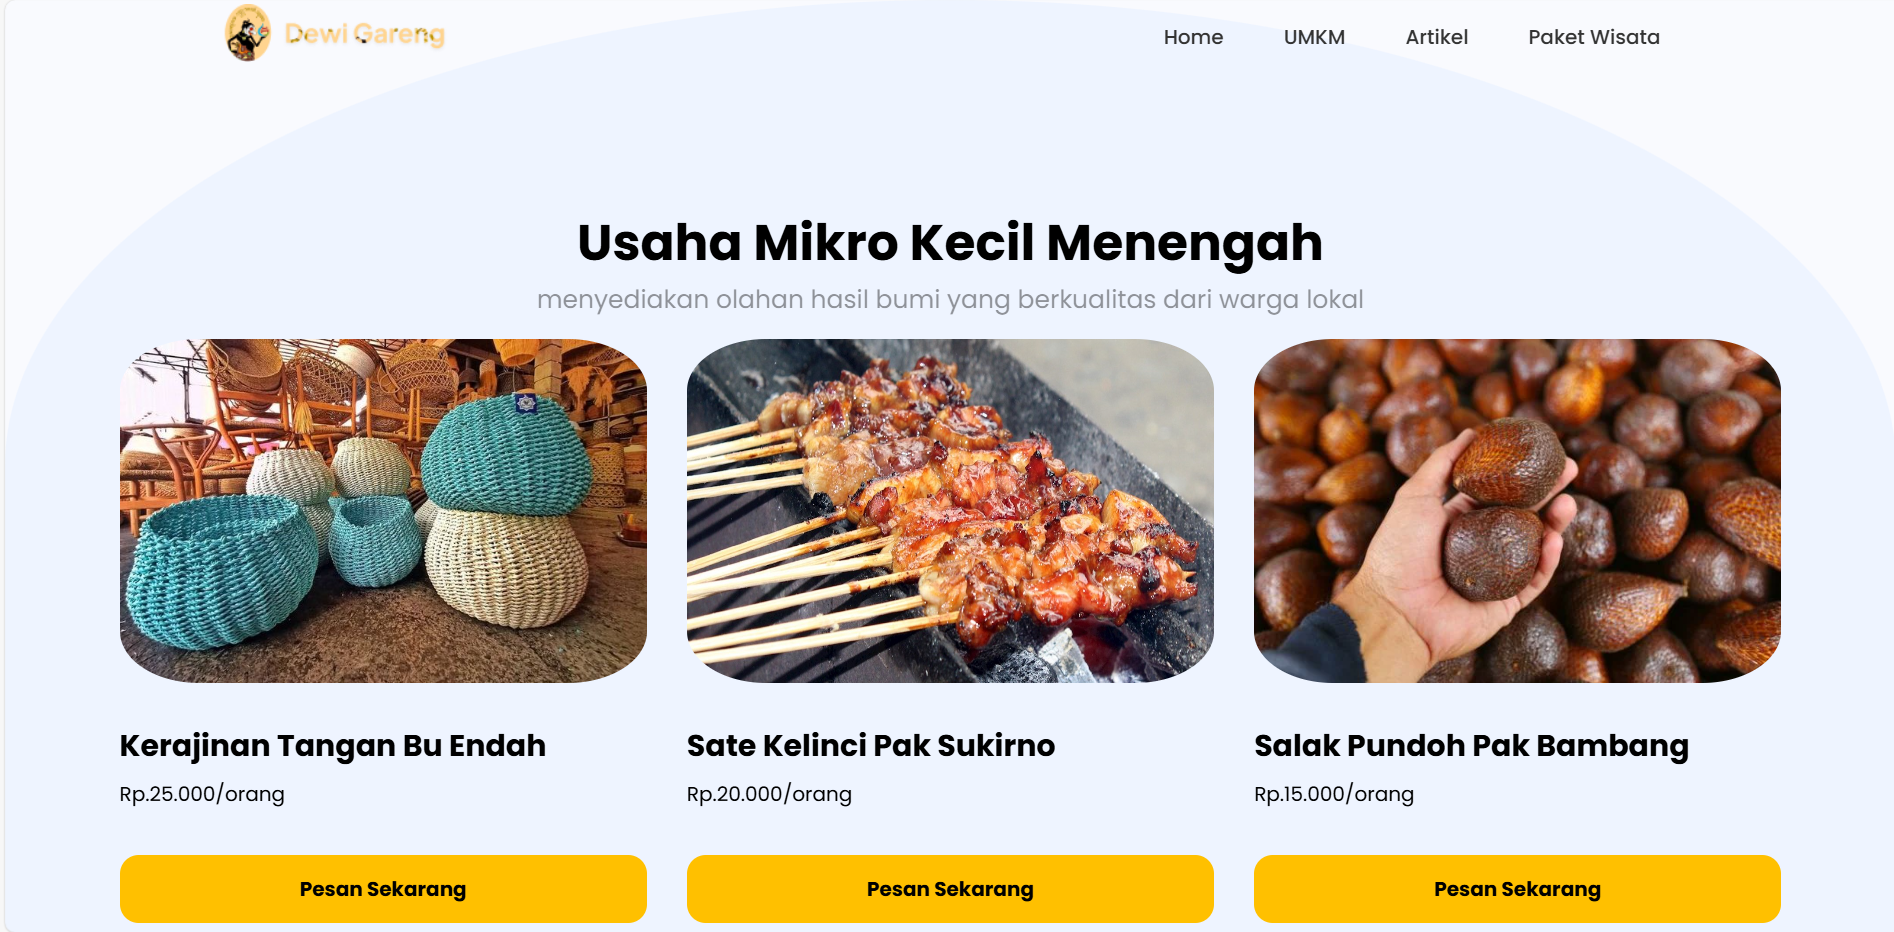 Dewi Gareng
Home UMKM Artikel Paket Wisata
Usaha Mikro Kecil Menengah
menyediakan olahan hasil bumi yang berkualitas dari warga lokal
Kerajinan Tangan Bu Endah
Rp.25.000/orang
Pesan Sekarang
Sate Kelinci Pak Sukirno
Rp.20.000/orang
Pesan Sekarang
Salak Pundoh Pak Bambang
Rp.15.000/orang
Pesan Sekarang